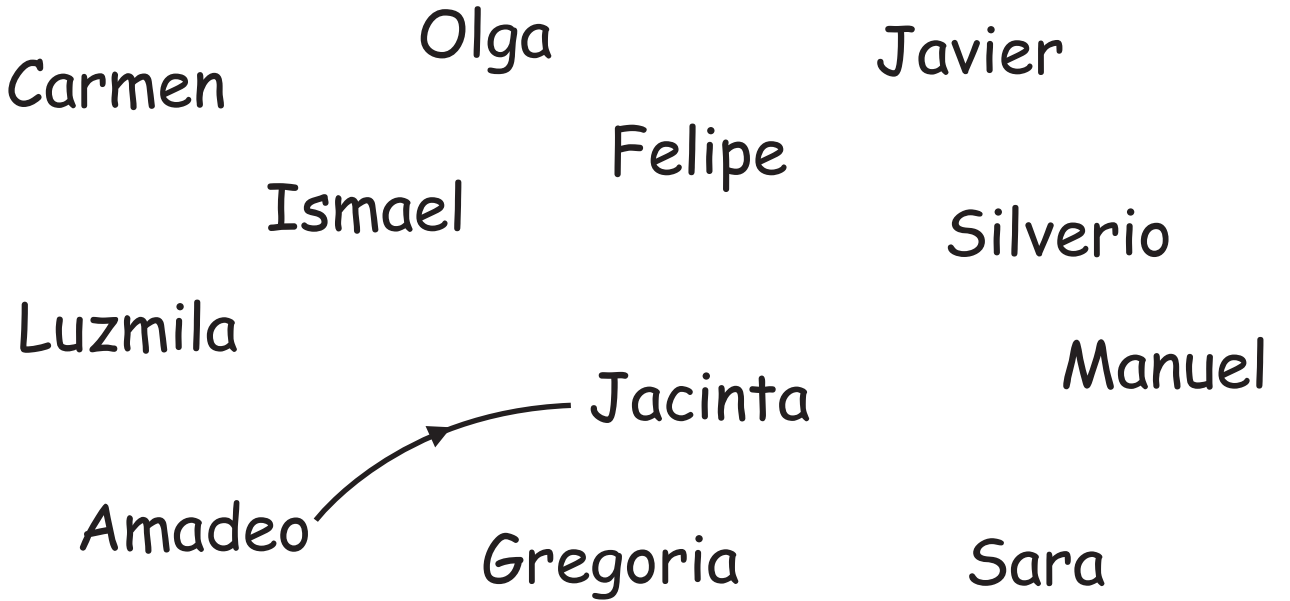 Olga
Javier
Carmen
Felipe
Ismael
Silverio
Luzmila
Manuel
Jacinta
Amadeo
Gregoria
Sara